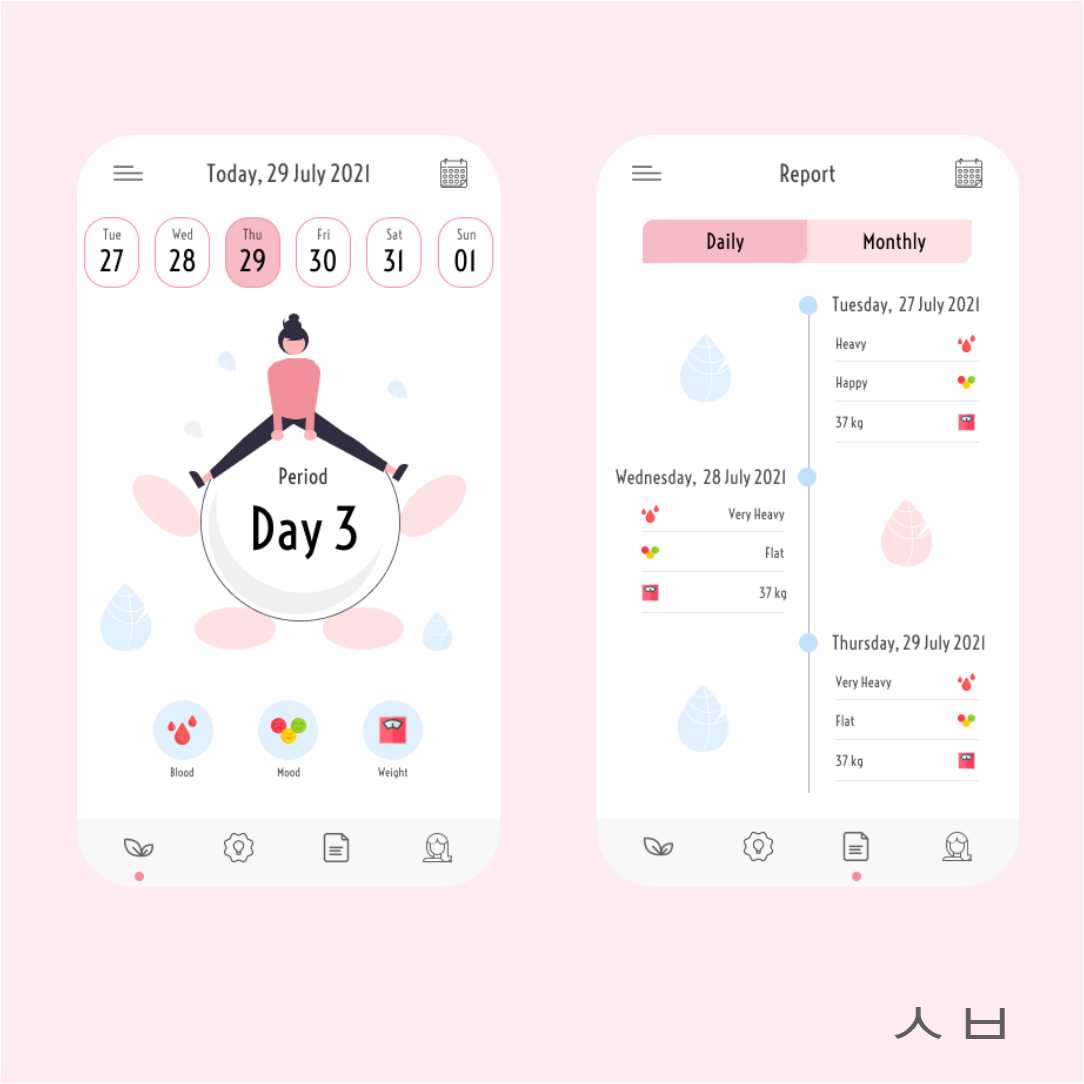 Today, 29 July 2021
Tue Wed Thu Fri Sat Sun
27 28 29 30 31 01
Period
Day 3
Blood Mood Weight
Report
Daily Monthly
Tuesday, 27 July 2021
Heavy
Happy
37 kg
Wednesday, 28 July 2021
Very Heavy
Flat
37 kg
Thursday, 29 July 2021
Very Heavy
Flat
37 kg
ㅅㅂ